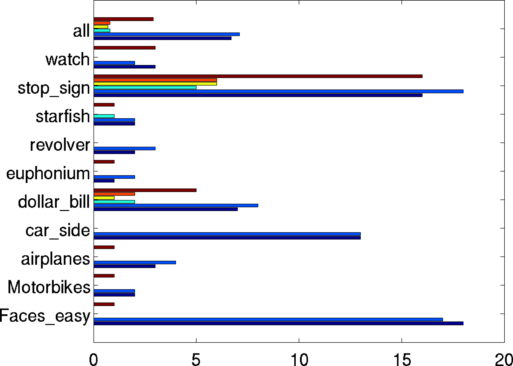 all
watch
stop_sign
starfish
revolver
euphonium
dollar_bill
car_side
airplanes
Motorbikes
Faces_easy
0 5 10 15 20